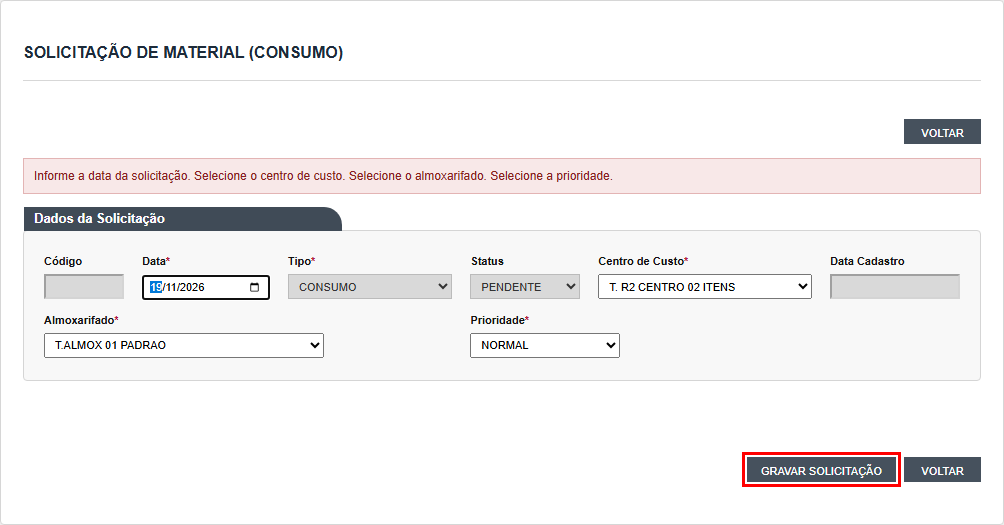 SOLICITAÇÃO DE MATERIAL (CONSUMO)
VOLTAR
Informe a data da solicitação. Selecione o centro de custo. Selecione o almoxarifado. Selecione a prioridade.
Dados da Solicitação
Código Data* Tipo* Status Centro de Custo* Data Cadastro
19/11/2026 CONSUMO PENDENTE T. R2 CENTRO 02 ITENS
Almoxarifado* Prioridade*
T.ALMOX 01 PADRAO NORMAL
GRAVAR SOLICITAÇÃO VOLTAR